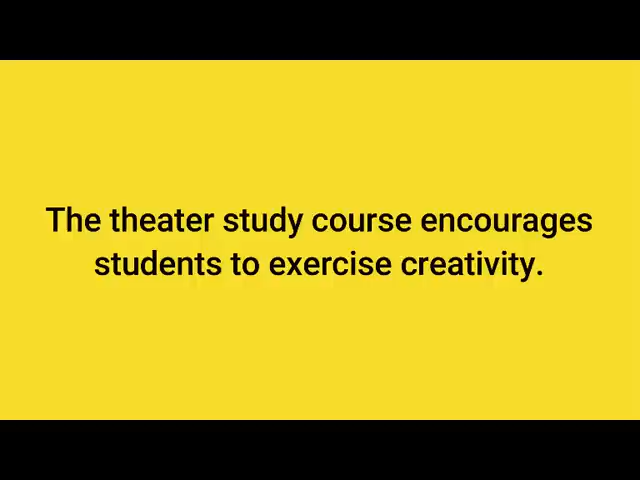 The theater study course encourages
students to exercise creativity.